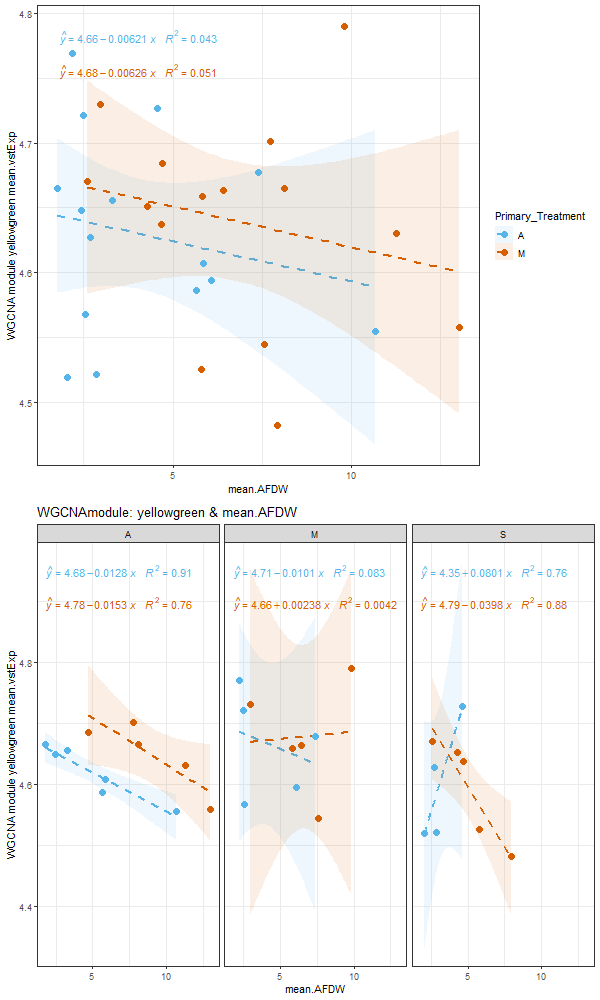 4.8
ŷ = 4.66 − 0.00621 x R² = 0.043
ŷ = 4.68 − 0.00626 x R² = 0.051
4.7
4.6
4.5
WGCNA module yellowgreen mean.vstExp
5 10
mean.AFDW
Primary_Treatment
A
M
WGCNAmodule: yellowgreen & mean.AFDW
A M S
ŷ = 4.68 − 0.0128 x R² = 0.91 ŷ = 4.71 − 0.0101 x R² = 0.083 ŷ = 4.35 + 0.0801 x R² = 0.76
ŷ = 4.78 − 0.0153 x R² = 0.76 ŷ = 4.66 + 0.00238 x R² = 0.0042 ŷ = 4.79 − 0.0398 x R² = 0.88
4.8
4.6
4.4
WGCNA module yellowgreen mean.vstExp
5 10 5 10 5 10
mean.AFDW